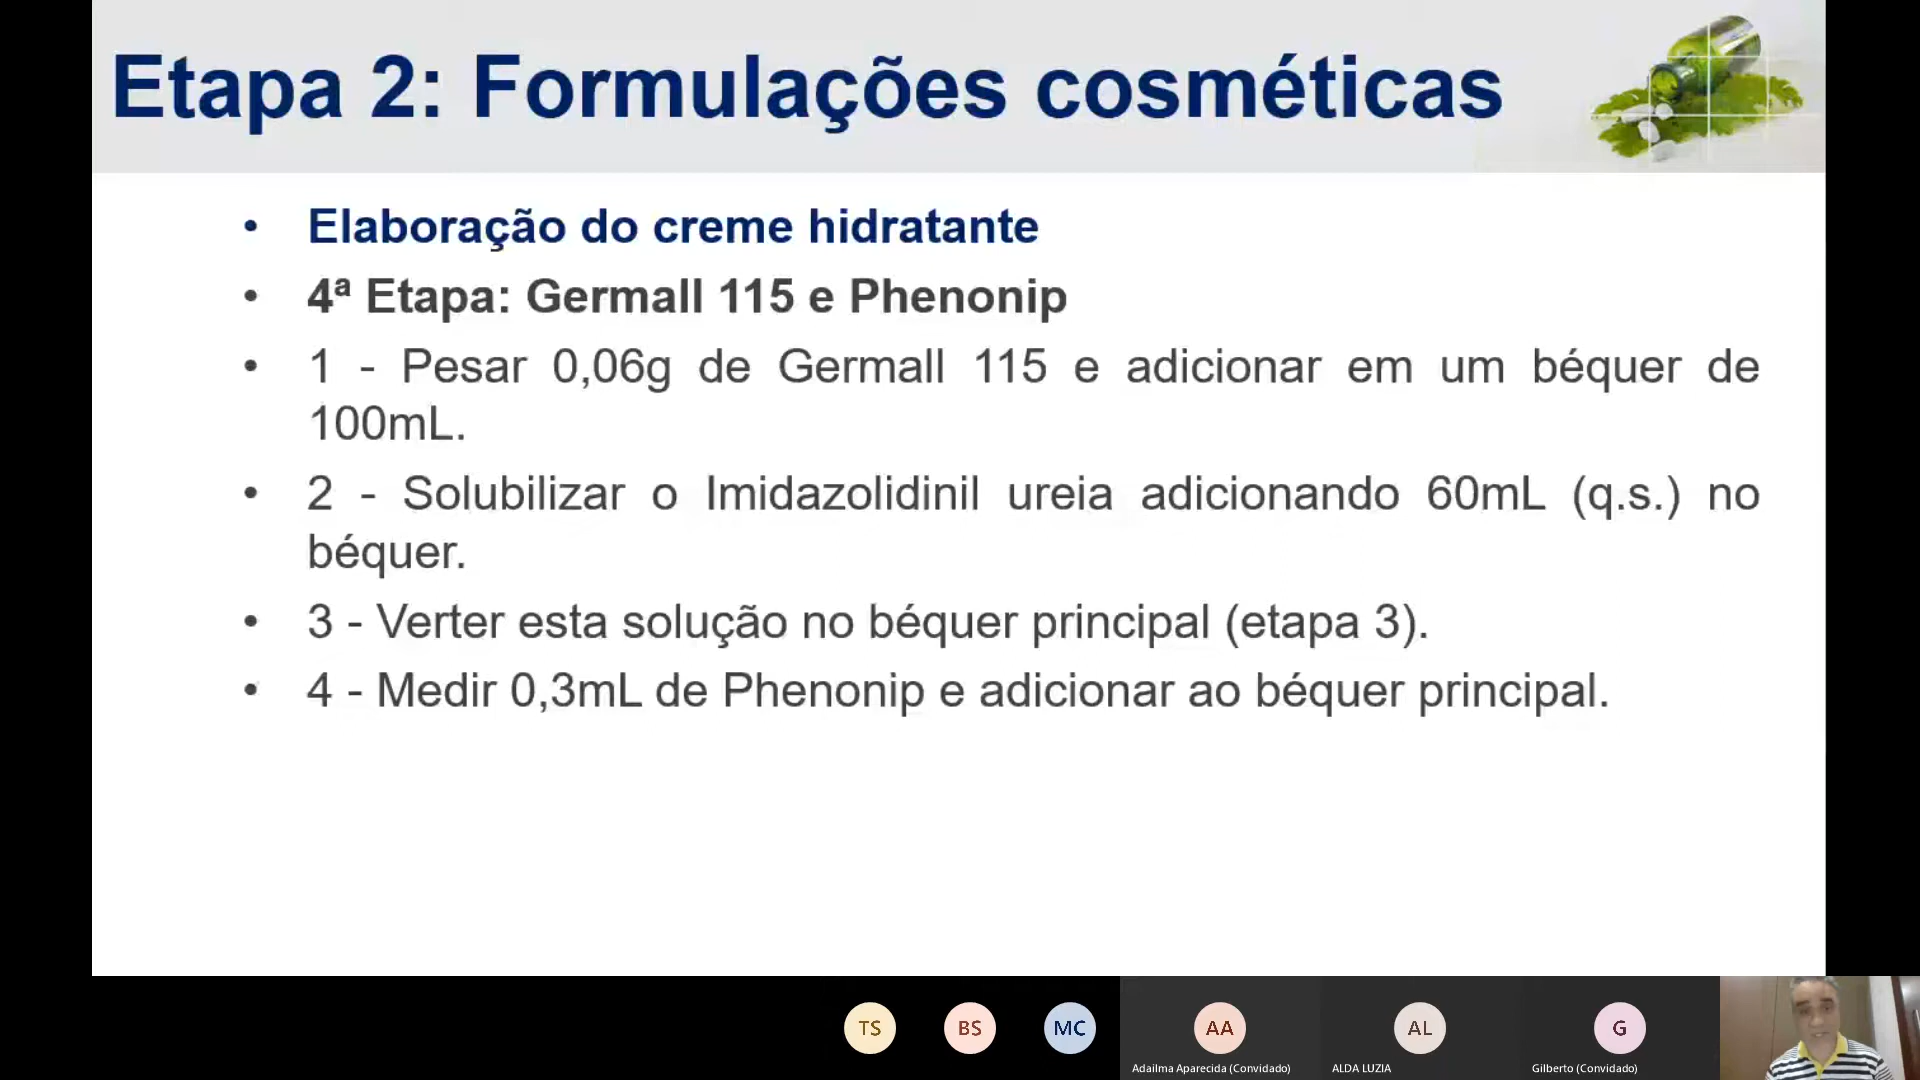 Etapa 2: Formulações cosméticas
• Elaboração do creme hidratante
• 4ª Etapa: Germall 115 e Phenonip
• 1 - Pesar 0,06g de Germall 115 e adicionar em um béquer de
100mL.
• 2 - Solubilizar o Imidazolidinil ureia adicionando 60mL (q.s.) no
béquer.
• 3 - Verter esta solução no béquer principal (etapa 3).
• 4 - Medir 0,3mL de Phenonip e adicionar ao béquer principal.
TS BS MC AA AL G
Adailma Aparecida (Convidado) ALDA LUZIA Gilberto (Convidado)